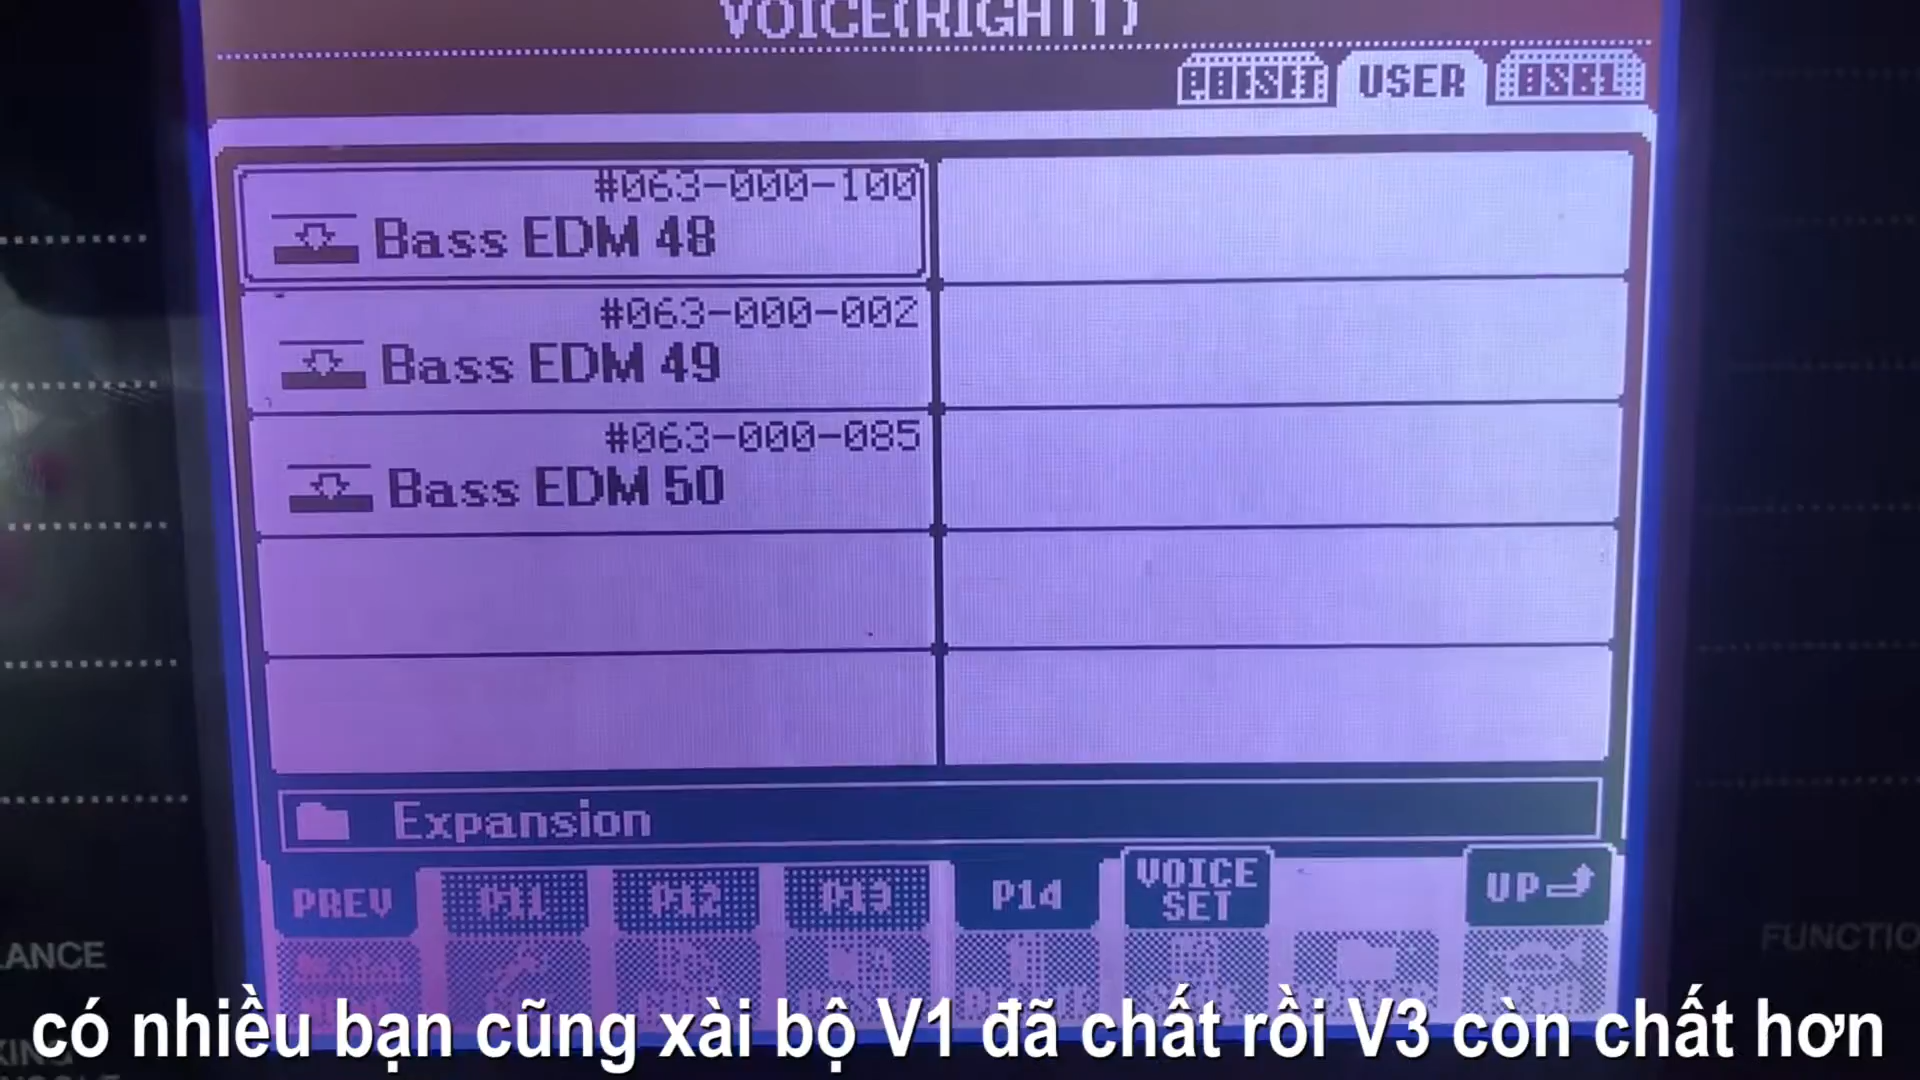 VOICE(RIGHT1)
PRESET USER USB1
#063-000-100
Bass EDM 48
#063-000-002
Bass EDM 49
#063-000-085
Bass EDM 50
Expansion
PREV P11 P12 P13 P14 VOICE SET UP
LANCE
FUNCTIO
có nhiều bạn cũng xài bộ V1 đã chất rồi V3 còn chất hơn